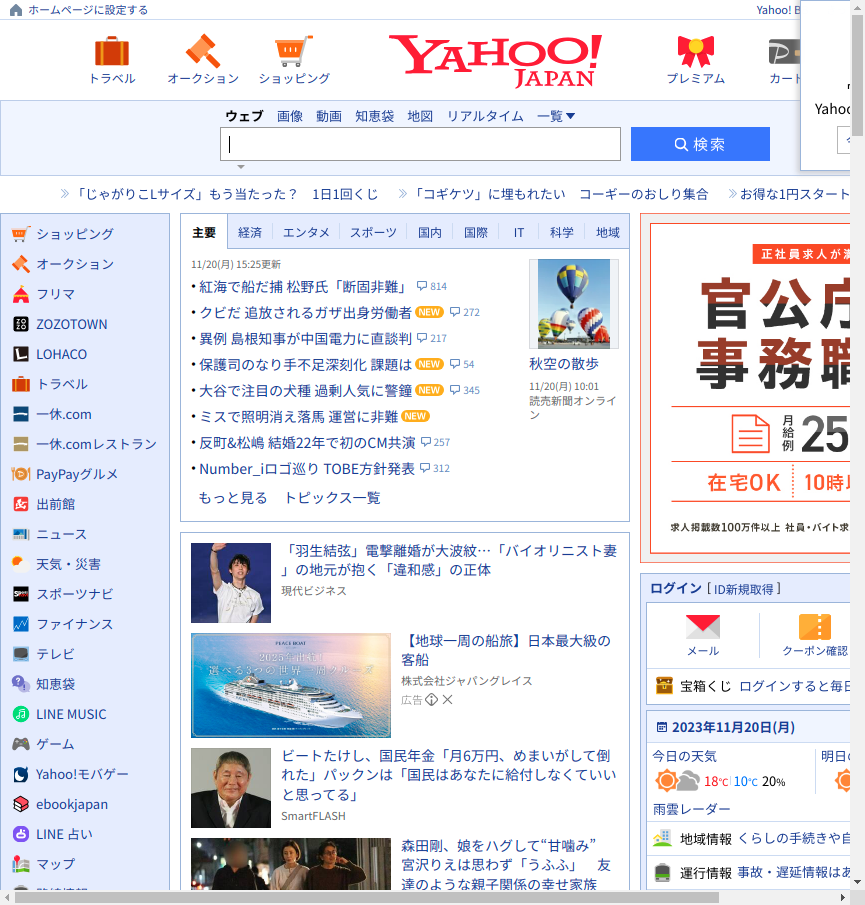 ホームページに設定する
Yahoo! B
トラベル
オークション
ショッピング
YAHOO!
JAPAN
プレミアム
カード
Yahoo
ウェブ
画像
動画
知恵袋
地図
リアルタイム
一覧
検索
「じゃがりこLサイズ」もう当たった？　1日1回くじ
「コギケツ」に埋もれたい　コーギーのおしり集合
お得な1円スタート
ショッピング
オークション
フリマ
ZOZOTOWN
LOHACO
トラベル
一休.com
一休.comレストラン
PayPayグルメ
出前館
ニュース
天気・災害
スポーツナビ
ファイナンス
テレビ
知恵袋
LINE MUSIC
ゲーム
Yahoo!モバゲー
ebookjapan
LINE 占い
マップ
主要
経済
エンタメ
スポーツ
国内
国際
IT
科学
地域
11/20(月) 15:25更新
紅海で船だ捕 松野氏「断固非難」 814
クビだ 追放されるガザ出身労働者 NEW 272
異例 島根知事が中国電力に直談判 217
保護司のなり手不足深刻化 課題は NEW 54
大谷で注目の犬種 過剰人気に警鐘 NEW 345
ミスで照明消え落馬 運営に非難 NEW
反町&松嶋 結婚22年で初のCM共演 257
Number_iロゴ巡り TOBE方針発表 312
もっと見る　トピックス一覧
秋空の散歩
11/20(月) 10:01
読売新聞オンライ
ン
「羽生結弦」電撃離婚が大波紋…「バイオリニスト妻
」の地元が抱く「違和感」の正体
現代ビジネス
PEACE BOAT
2025年出港！
選べる3つの世界一周クルーズ
【地球一周の船旅】日本最大級の
客船
株式会社ジャパングレイス
広告
ビートたけし、国民年金「月6万円、めまいがして倒
れた」パックンは「国民はあなたに給付しなくていい
と思ってる」
SmartFLASH
森田剛、娘をハグして“甘噛み”
宮沢りえは思わず「うふふ」　友
達のような親子関係の幸せ家族
正社員求人が満
官公庁
事務職
月給例
25
在宅OK
10時以
求人掲載数100万件以上 社員・バイト求
ログイン [ ID新規取得 ]
メール
クーポン確認
宝箱くじ ログインすると毎日
2023年11月20日(月)
今日の天気
明日の
18℃ 10℃ 20%
雨雲レーダー
地域情報 くらしの手続きや自
運行情報 事故・遅延情報はあ